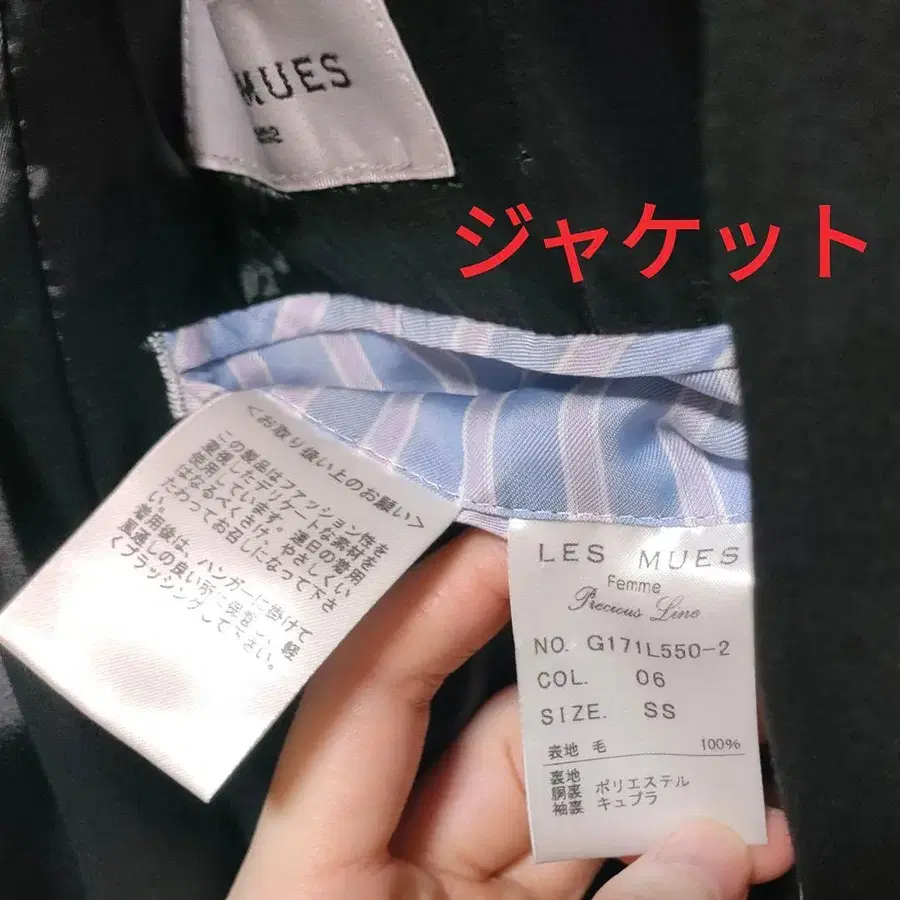 MUES
ジャケット
<お取り扱い上のお願い>
この製品はファッション性を
重視したデリケートな素材を
使用しています。連日の着用
はなるべくさけ、やさしくい
たわってお召しになって下さ
い。
着用後は、ハンガーに掛けて
風通しの良い所に保管し、軽
くブラッシングして下さい。
LES MUES
Femme
Precious Line
NO. G171L550-2
COL. 06
SIZE. SS
表地 毛 100%
裏地
胴裏 ポリエステル
袖裏 キュプラ